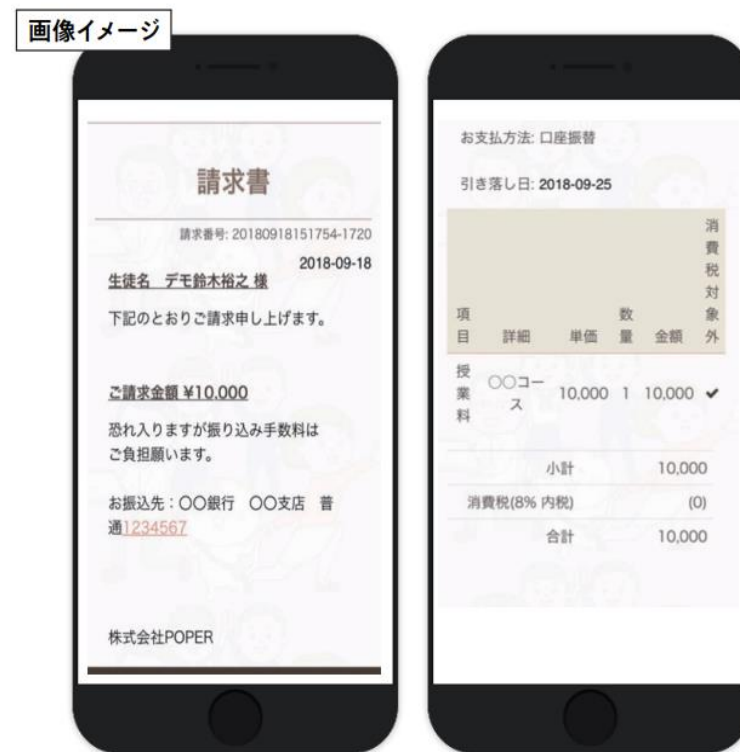 画像イメージ
請求書
請求番号: 20180918151754-1720
2018-09-18
生徒名 デモ鈴木裕之 様
下記のとおりご請求申し上げます。
ご請求金額 ¥10,000
恐れ入りますが振り込み手数料は
ご負担願います。
お振込先：〇〇銀行 〇〇支店 普
通1234567
株式会社POPER
お支払方法: 口座振替
引き落し日: 2018-09-25
項目 詳細 単価 数量 金額 消費税対象外
授業料 〇〇コース 10,000 1 10,000 ✔
小計 10,000
消費税(8% 内税) (0)
合計 10,000